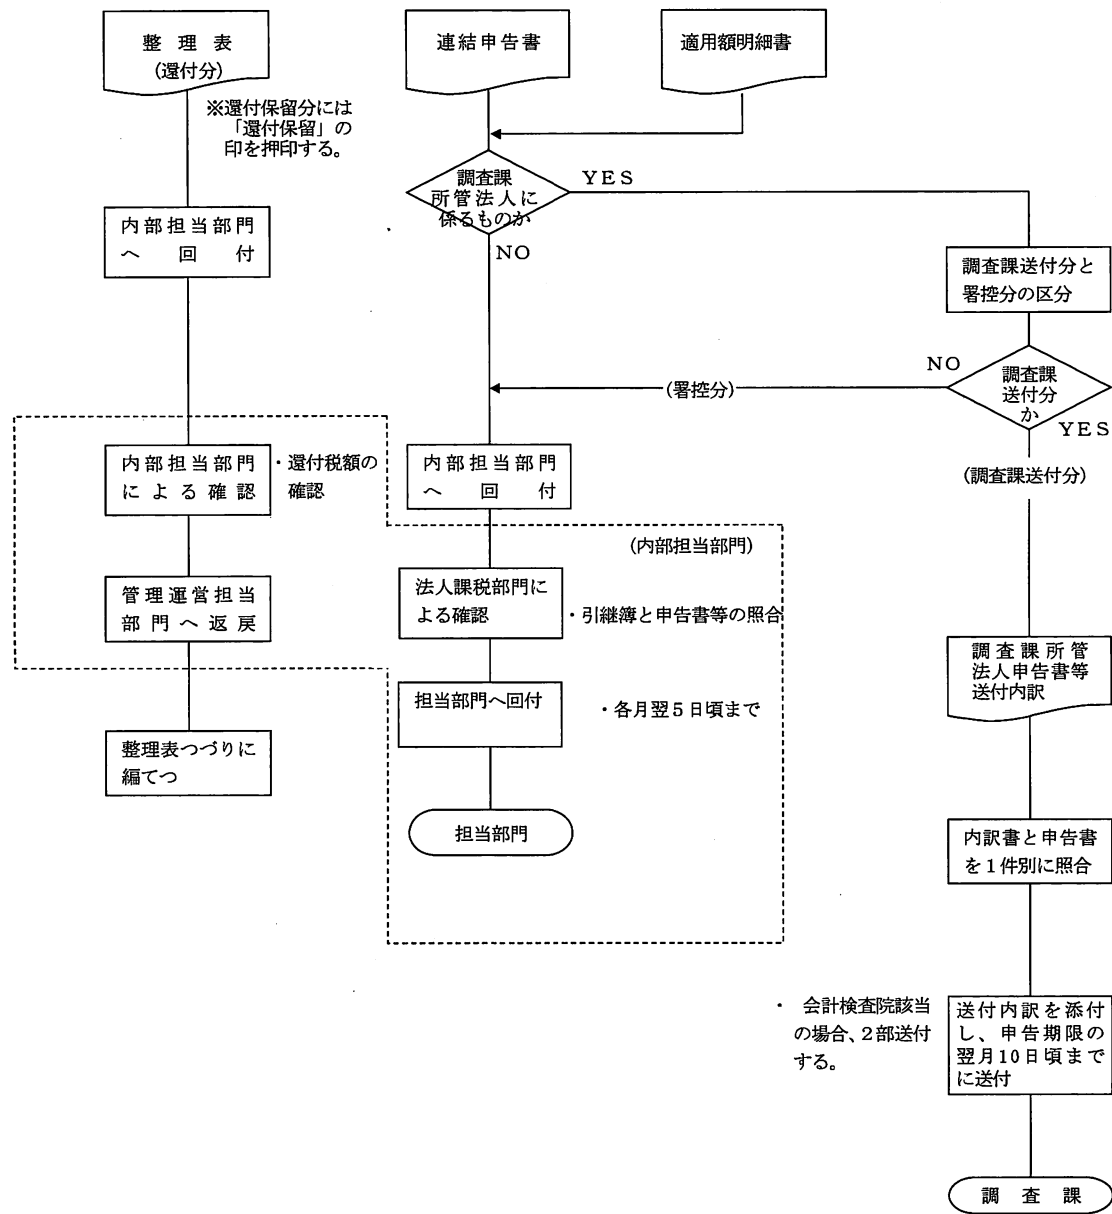 整理表
(還付分)
※還付保留分には
「還付保留」の
印を押印する。
内部担当部門
へ回付
内部担当部門
による確認
・還付税額の
確認
管理運営担当
部門へ返戻
整理表つづりに
編てつ
連結申告書
適用額明細書
調査課
所管法人に
係るものか
YES
NO
調査課送付分と
署控分の区分
NO
調査課
送付分
か
YES
(署控分)
(調査課送付分)
内部担当部門
へ回付
(内部担当部門)
法人課税部門に
よる確認
・引継簿と申告書等の照合
担当部門へ回付
・各月翌5日頃まで
担当部門
調査課所管
法人申告書等
送付内訳
内訳書と申告書
を1件別に照合
・ 会計検査院該当
の場合、2部送付
する。
送付内訳を添付
し、申告期限の
翌月10日頃まで
に送付
調査課